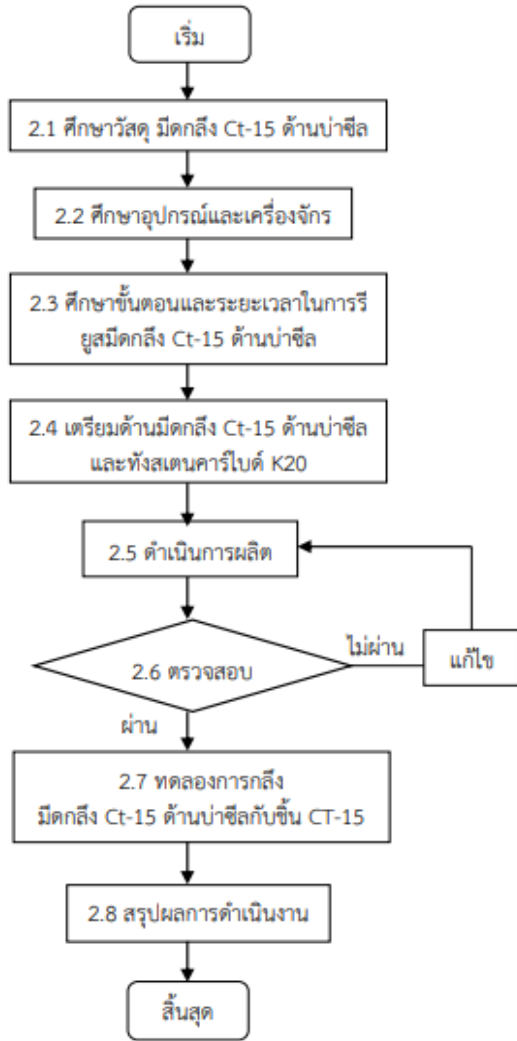 เริ่ม
2.1 ศึกษาวัสดุ มีดกลึง Ct-15 ด้านบ่าซีล
2.2 ศึกษาอุปกรณ์และเครื่องจักร
2.3 ศึกษาขั้นตอนและระยะเวลาในการรี
ยูสมีดกลึง Ct-15 ด้านบ่าซีล
2.4 เตรียมด้านมีดกลึง Ct-15 ด้านบ่าซีล
และทังสเตนคาร์ไบด์ K20
2.5 ดำเนินการผลิต
2.6 ตรวจสอบ
ไม่ผ่าน
แก้ไข
ผ่าน
2.7 ทดลองการกลึง
มีดกลึง Ct-15 ด้านบ่าซีลกับชิ้น CT-15
2.8 สรุปผลการดำเนินงาน
สิ้นสุด